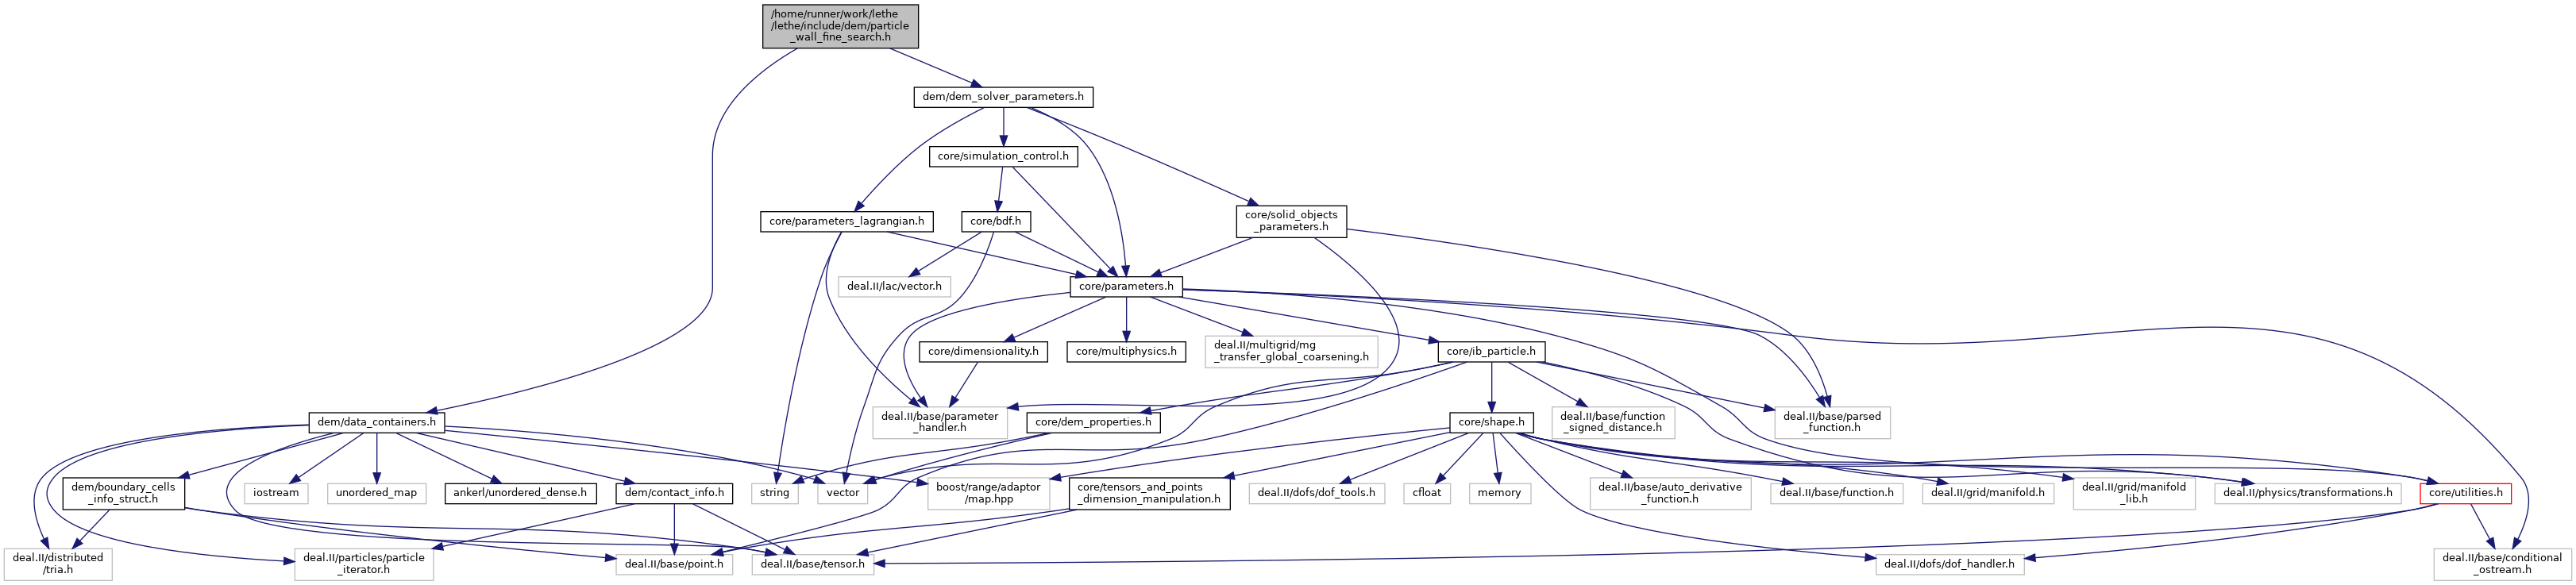 /home/runner/work/lethe
/lethe/include/dem/particle
_wall_fine_search.h
dem/dem_solver_parameters.h
core/simulation_control.h
core/parameters_lagrangian.h
core/bdf.h
core/solid_objects
_parameters.h
deal.II/lac/vector.h
core/parameters.h
core/dimensionality.h
core/multiphysics.h
deal.II/multigrid/mg
_transfer_global_coarsening.h
core/ib_particle.h
dem/data_containers.h
deal.II/base/parameter
_handler.h
core/dem_properties.h
core/shape.h
deal.II/base/function
_signed_distance.h
deal.II/base/parsed
_function.h
dem/boundary_cells
_info_struct.h
iostream
unordered_map
ankerl/unordered_dense.h
dem/contact_info.h
string
vector
boost/range/adaptor
/map.hpp
core/tensors_and_points
_dimension_manipulation.h
deal.II/dofs/dof_tools.h
cfloat
memory
deal.II/base/auto_derivative
_function.h
deal.II/base/function.h
deal.II/grid/manifold.h
deal.II/grid/manifold
_lib.h
deal.II/physics/transformations.h
core/utilities.h
deal.II/distributed
/tria.h
deal.II/particles/particle
_iterator.h
deal.II/base/point.h
deal.II/base/tensor.h
deal.II/dofs/dof_handler.h
deal.II/base/conditional
_ostream.h